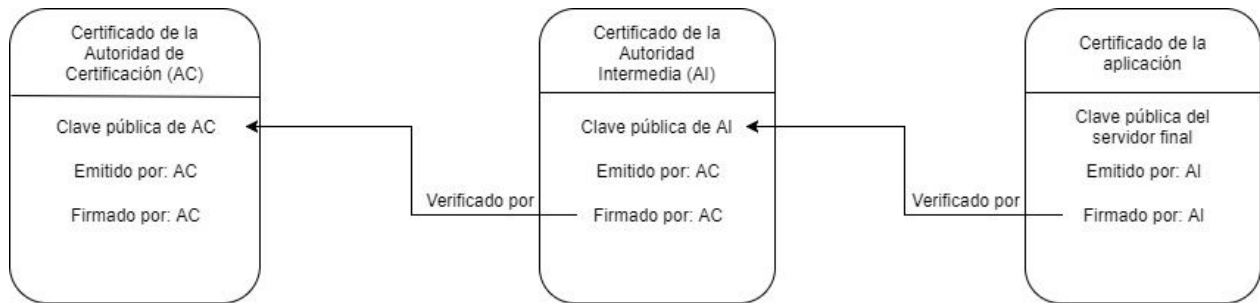 Certificado de la
Autoridad de
Certificación (AC)
Clave pública de AC
Emitido por: AC
Firmado por: AC
Verificado por
Certificado de la
Autoridad
Intermedia (AI)
Clave pública de AI
Emitido por: AC
Firmado por: AC
Verificado por
Certificado de la
aplicación
Clave pública del
servidor final
Emitido por: AI
Firmado por: AI